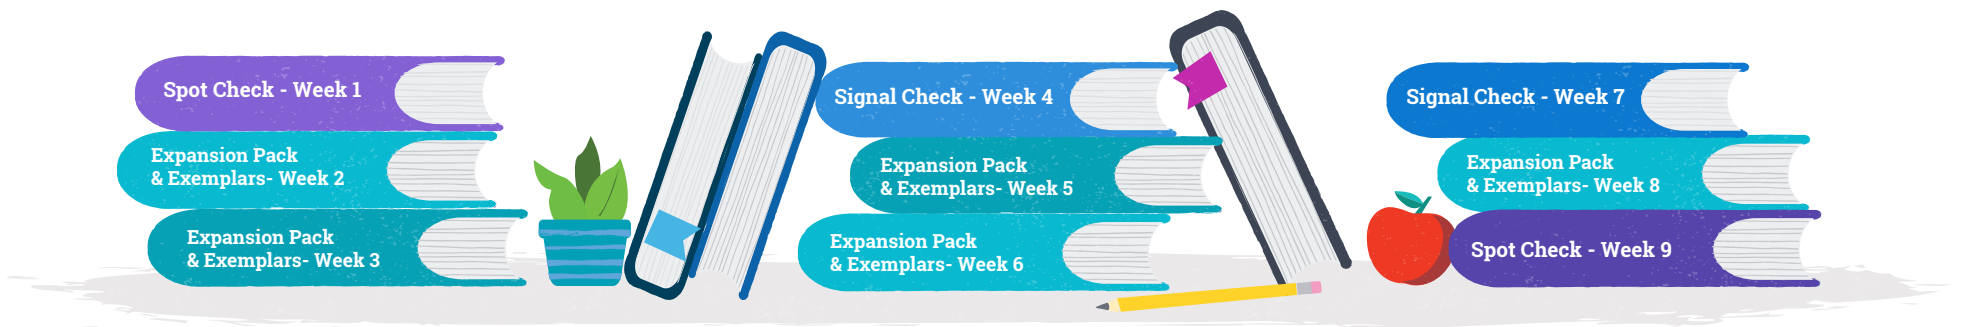 Spot Check - Week 1
Expansion Pack
& Exemplars- Week 2
Expansion Pack
& Exemplars- Week 3
Signal Check - Week 4
Expansion Pack
& Exemplars- Week 5
Expansion Pack
& Exemplars- Week 6
Signal Check - Week 7
Expansion Pack
& Exemplars- Week 8
Spot Check - Week 9